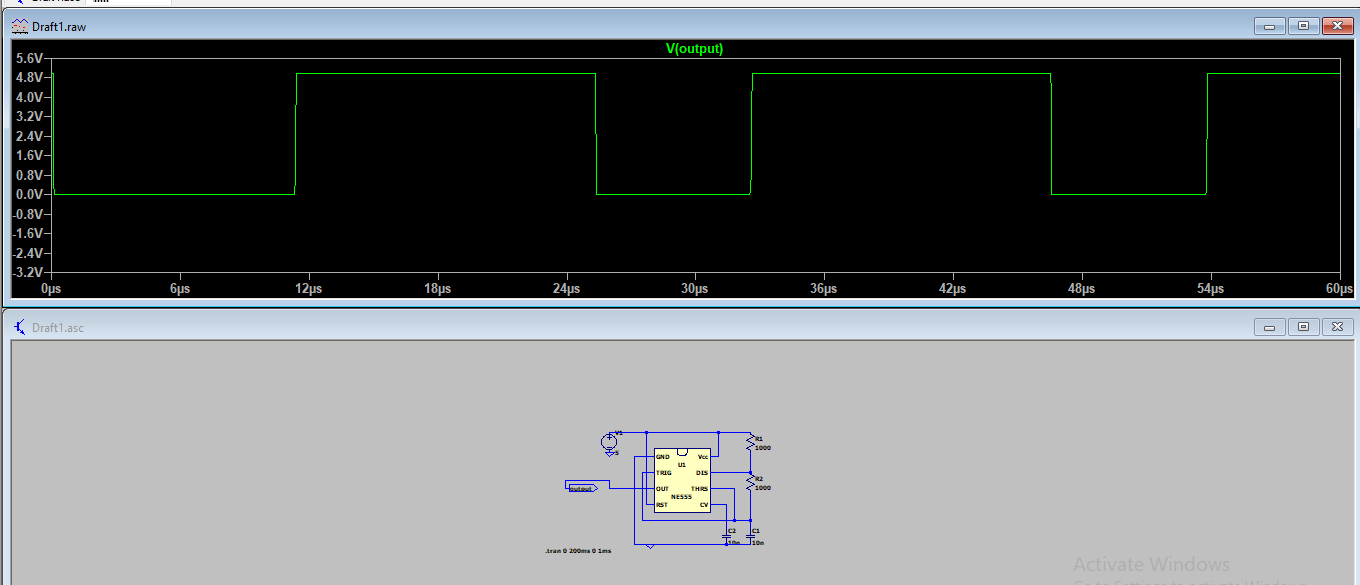 Draft1.raw
V(output)
5.6V
4.8V
4.0V
3.2V
2.4V
1.6V
0.8V
0.0V
-0.8V
-1.6V
-2.4V
-3.2V
0µs 6µs 12µs 18µs 24µs 30µs 36µs 42µs 48µs 54µs 60µs
Draft1.asc
V1
5
R1
1000
GND Vcc
U1
TRIG DIS
R2
1000
OUT THRS
output
NE555
RST CV
C2 C1
10n 10n
.tran 0 200ms 0 1ms
Activate Windows